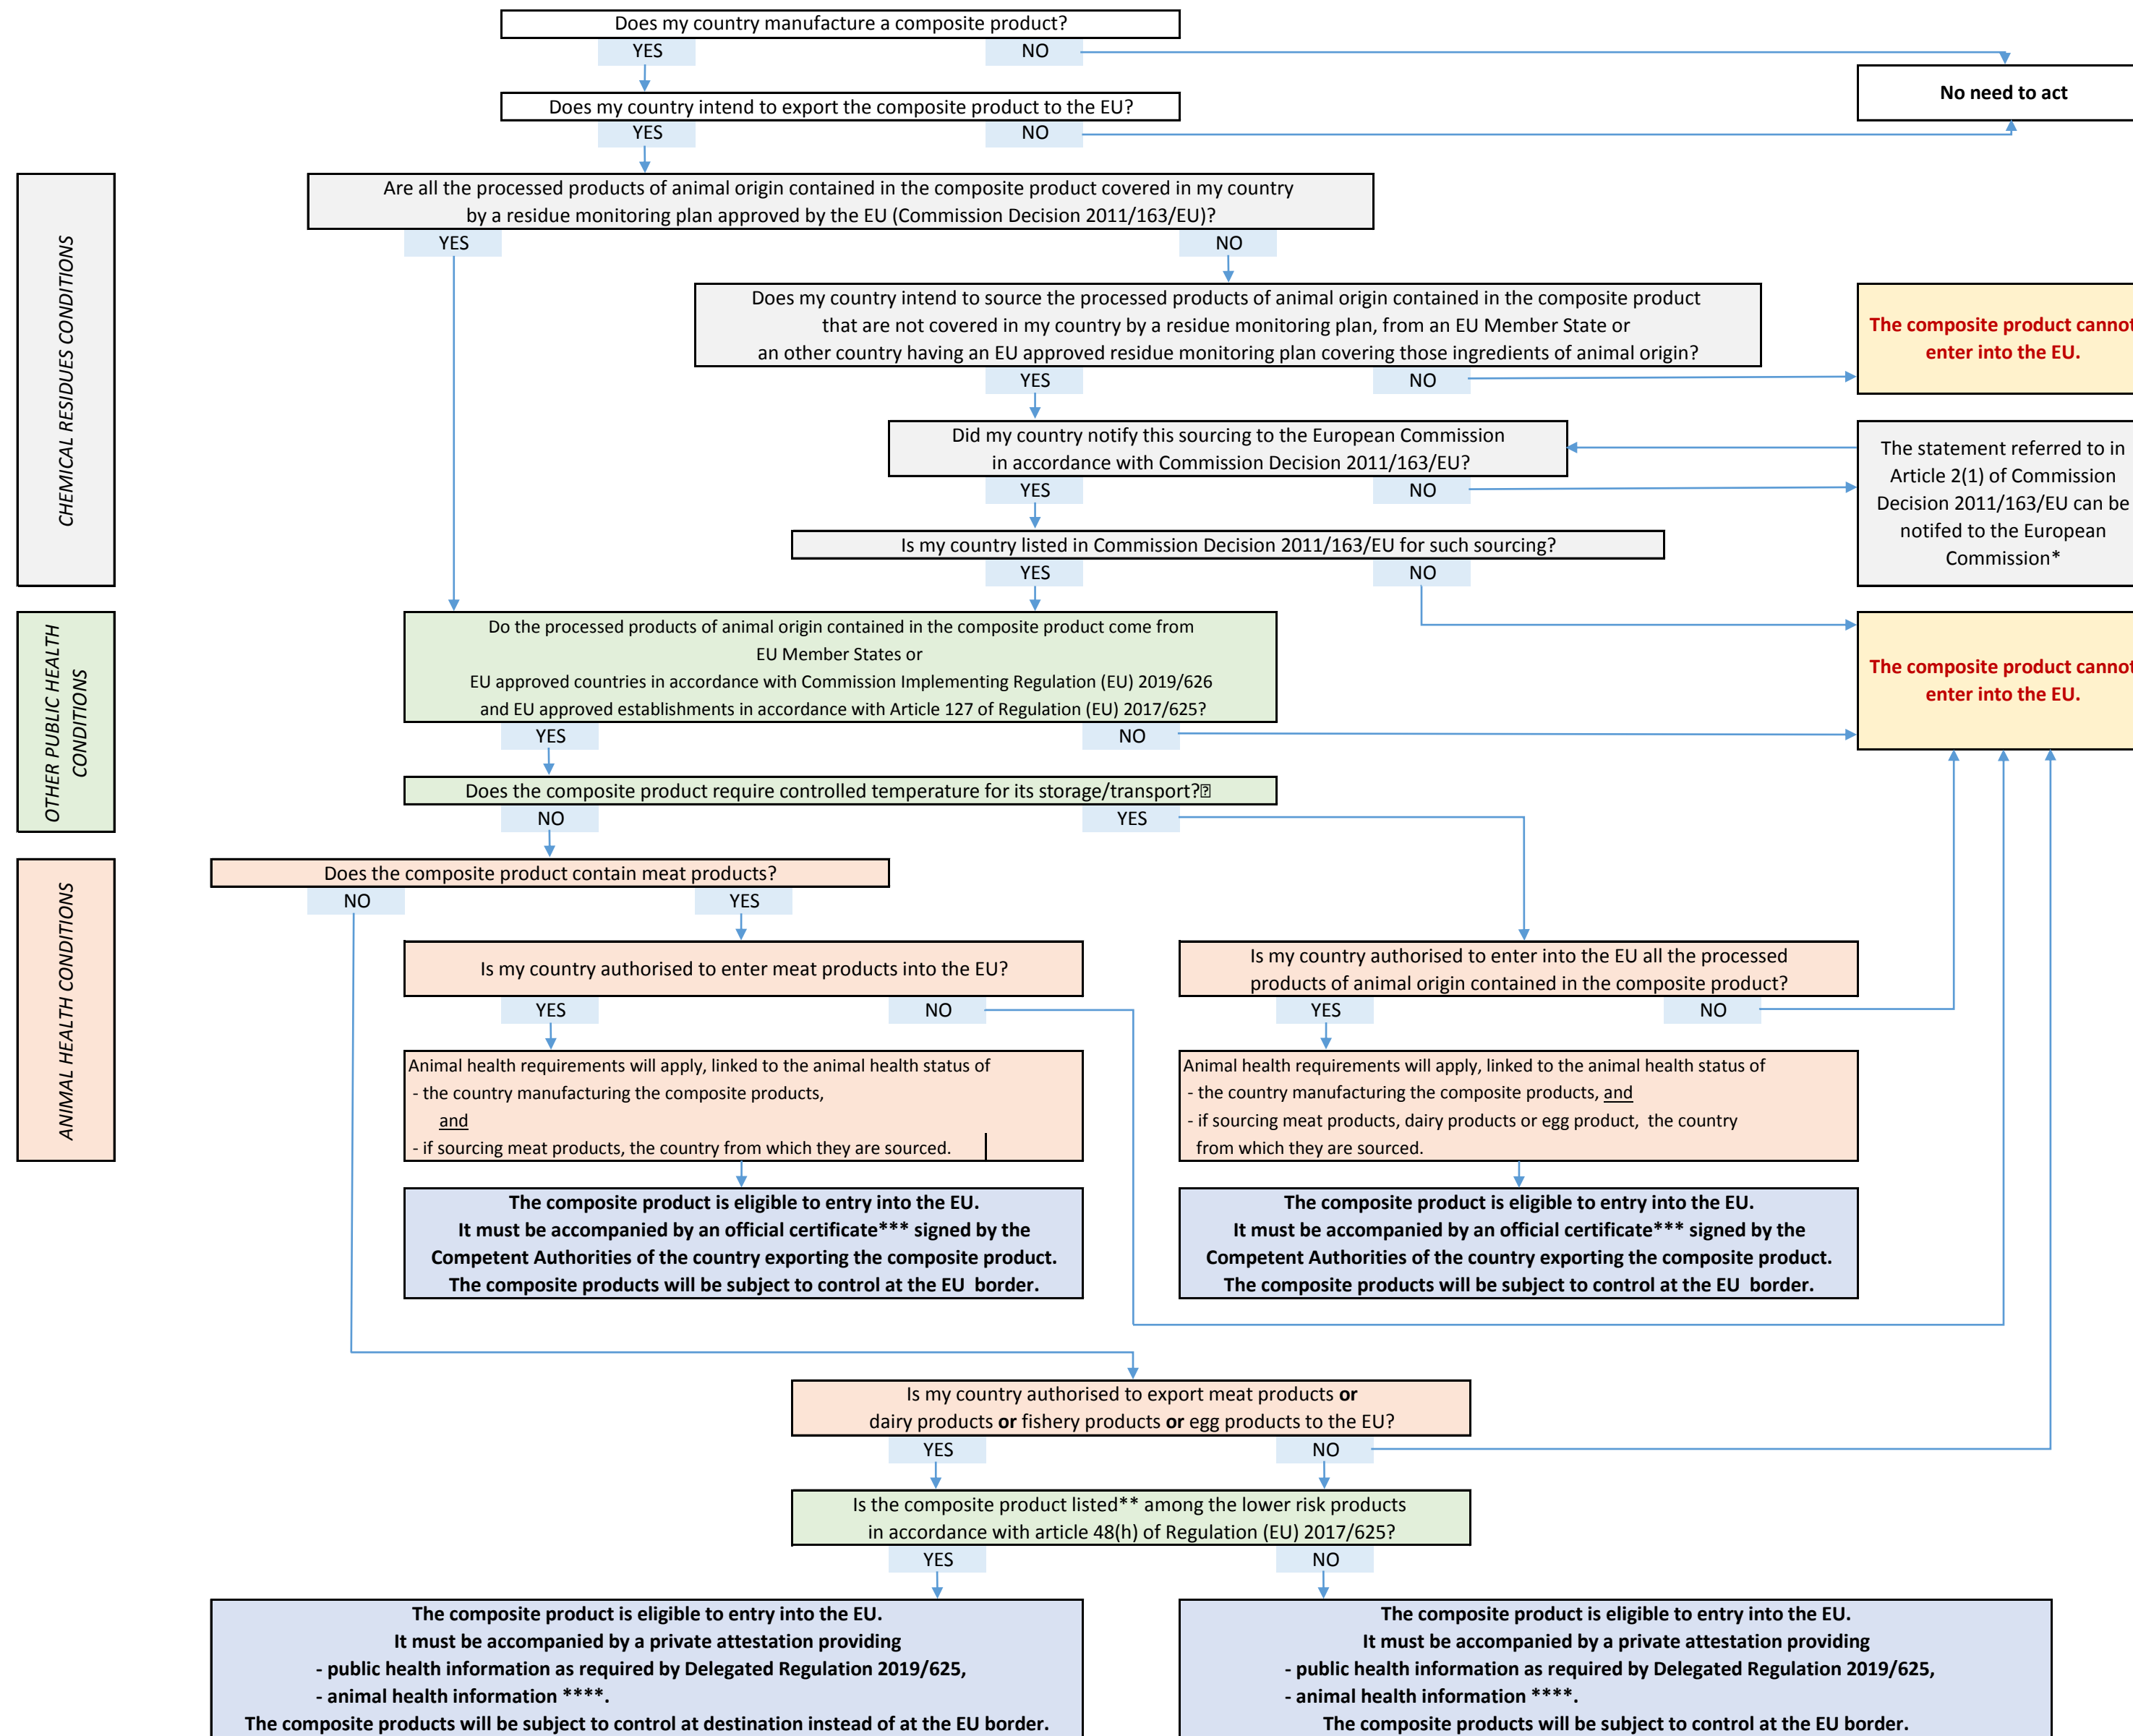 Does my country manufacture a composite product?
YES
NO
No need to act
Does my country intend to export the composite product to the EU?
YES
NO
CHEMICAL RESIDUES CONDITIONS
Are all the processed products of animal origin contained in the composite product covered in my country
by a residue monitoring plan approved by the EU (Commission Decision 2011/163/EU)?
YES
NO
Does my country intend to source the processed products of animal origin contained in the composite product
that are not covered in my country by a residue monitoring plan, from an EU Member State or
an other country having an EU approved residue monitoring plan covering those ingredients of animal origin?
YES
NO
The composite product cannot
enter into the EU.
Did my country notify this sourcing to the European Commission
in accordance with Commission Decision 2011/163/EU?
YES
NO
The statement referred to in
Article 2(1) of Commission
Decision 2011/163/EU can be
notifed to the European
Commission*
Is my country listed in Commission Decision 2011/163/EU for such sourcing?
YES
NO
OTHER PUBLIC HEALTH
CONDITIONS
Do the processed products of animal origin contained in the composite product come from
EU Member States or
EU approved countries in accordance with Commission Implementing Regulation (EU) 2019/626
and EU approved establishments in accordance with Article 127 of Regulation (EU) 2017/625?
YES
NO
The composite product cannot
enter into the EU.
Does the composite product require controlled temperature for its storage/transport?
NO
YES
ANIMAL HEALTH CONDITIONS
Does the composite product contain meat products?
NO
YES
Is my country authorised to enter meat products into the EU?
YES
NO
Is my country authorised to enter into the EU all the processed
products of animal origin contained in the composite product?
YES
NO
Animal health requirements will apply, linked to the animal health status of
- the country manufacturing the composite products,
and
- if sourcing meat products, the country from which they are sourced.
Animal health requirements will apply, linked to the animal health status of
- the country manufacturing the composite products, and
- if sourcing meat products, dairy products or egg product, the country
from which they are sourced.
The composite product is eligible to entry into the EU.
It must be accompanied by an official certificate*** signed by the
Competent Authorities of the country exporting the composite product.
The composite products will be subject to control at the EU border.
The composite product is eligible to entry into the EU.
It must be accompanied by an official certificate*** signed by the
Competent Authorities of the country exporting the composite product.
The composite products will be subject to control at the EU border.
Is my country authorised to export meat products or
dairy products or fishery products or egg products to the EU?
YES
NO
Is the composite product listed** among the lower risk products
in accordance with article 48(h) of Regulation (EU) 2017/625?
YES
NO
The composite product is eligible to entry into the EU.
It must be accompanied by a private attestation providing
- public health information as required by Delegated Regulation 2019/625,
- animal health information ****.
The composite products will be subject to control at destination instead of at the EU border.
The composite product is eligible to entry into the EU.
It must be accompanied by a private attestation providing
- public health information as required by Delegated Regulation 2019/625,
- animal health information ****.
The composite products will be subject to control at the EU border.